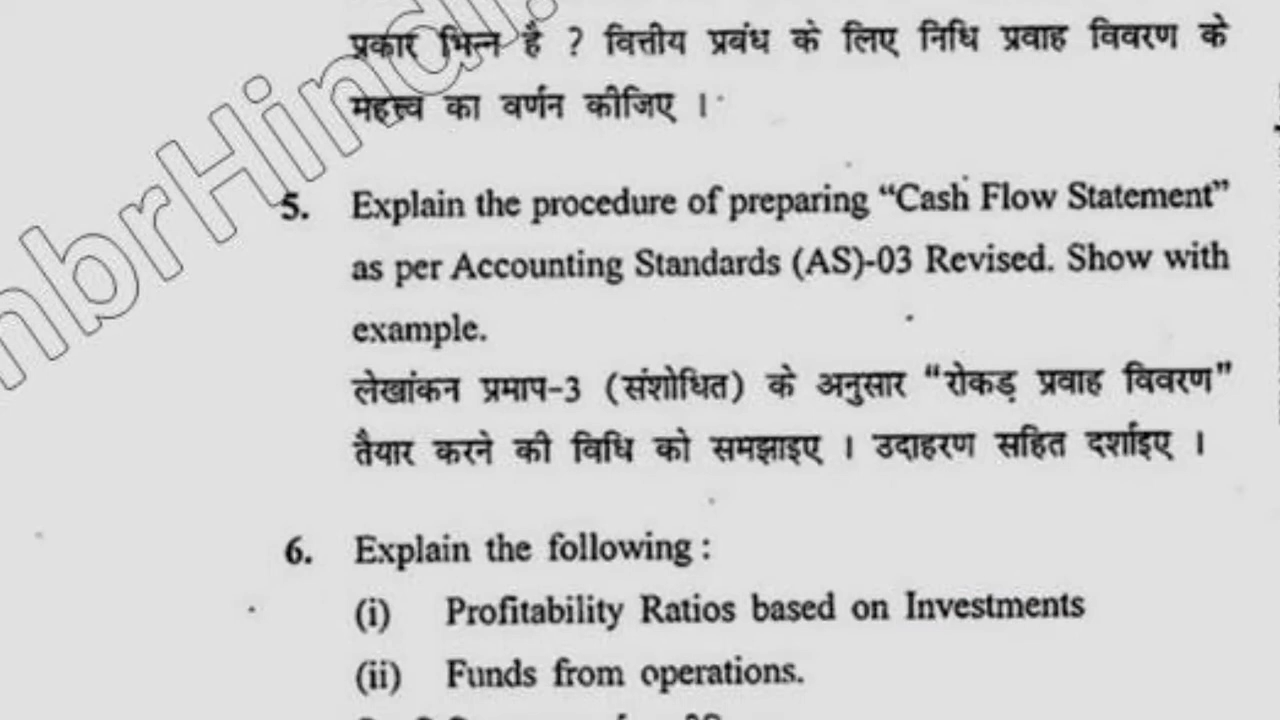 प्रकार भिन्न है ? वित्तीय प्रबंध के लिए निधि प्रवाह विवरण के
महत्त्व का वर्णन कीजिए ।
5. Explain the procedure of preparing “Cash Flow Statement”
as per Accounting Standards (AS)-03 Revised. Show with
example.
लेखांकन प्रमाप-3 (संशोधित) के अनुसार “रोकड़ प्रवाह विवरण”
तैयार करने की विधि को समझाइए । उदाहरण सहित दर्शाइए ।
6. Explain the following :
(i) Profitability Ratios based on Investments
(ii) Funds from operations.